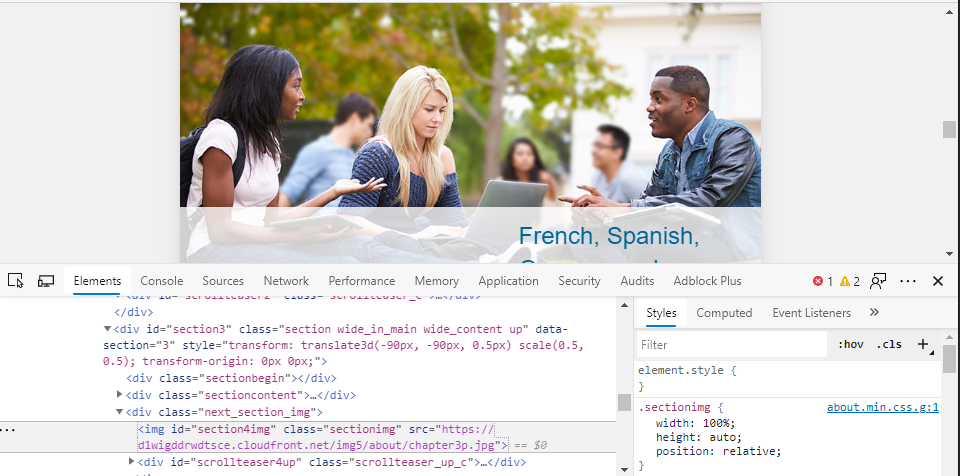 French, Spanish,
Elements Console Sources Network Performance Memory Application Security Audits Adblock Plus 1 2
<div id="scrollteaser2" class="scrollteaser_c">…</div>
</div>
<div id="section3" class="section wide_in_main wide_content up" data-
section="3" style="transform: translate3d(-90px, -90px, 0.5px) scale(0.5,
0.5); transform-origin: 0px 0px;">
<div class="sectionbegin"></div>
<div class="sectioncontent">…</div>
<div class="next_section_img">
<img id="section4img" class="sectionimg" src="https://
d1wigddrwdtsce.cloudfront.net/img5/about/chapter3p.jpg"> == $0
<div id="scrollteaser4up" class="scrollteaser_up_c">…</div>
Styles Computed Event Listeners
Filter :hov .cls +
element.style {
}
.sectionimg { about.min.css.g:1
width: 100%;
height: auto;
position: relative;
}